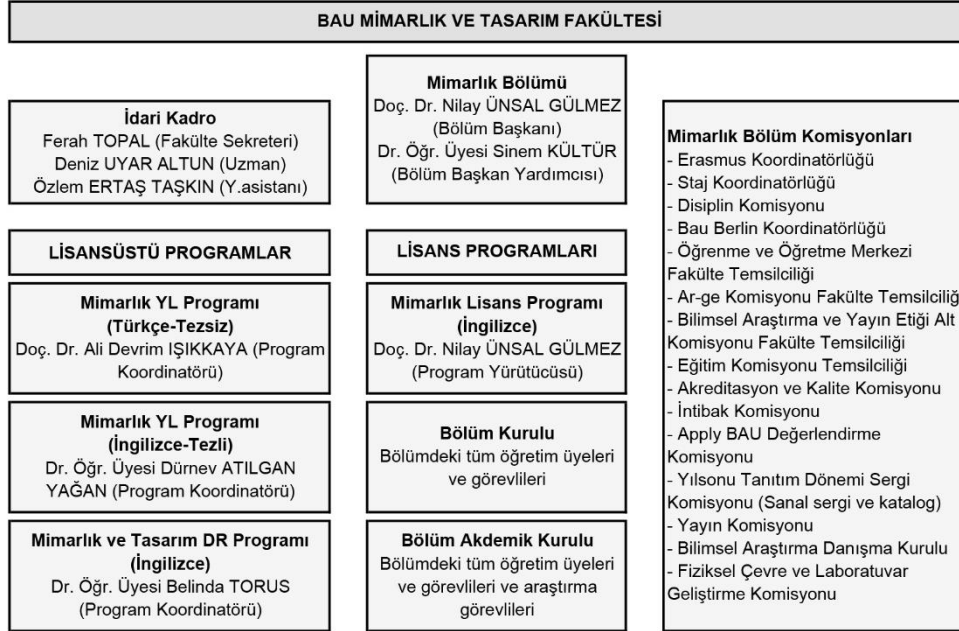 BAU MİMARLIK VE TASARIM FAKÜLTESİ
İdari Kadro
Ferah TOPAL (Fakülte Sekreteri)
Deniz UYAR ALTUN (Uzman)
Özlem ERTAŞ TAŞKIN (Y.asistanı)
Mimarlık Bölümü
Doç. Dr. Nilay ÜNSAL GÜLMEZ
(Bölüm Başkanı)
Dr. Öğr. Üyesi Sinem KÜLTÜR
(Bölüm Başkan Yardımcısı)
LİSANSÜSTÜ PROGRAMLAR
Mimarlık YL Programı
(Türkçe-Tezsiz)
Doç. Dr. Ali Devrim IŞIKKAYA (Program
Koordinatörü)
Mimarlık YL Programı
(İngilizce-Tezli)
Dr. Öğr. Üyesi Dürnev ATILGAN
YAĞAN (Program Koordinatörü)
Mimarlık ve Tasarım DR Programı
(İngilizce)
Dr. Öğr. Üyesi Belinda TORUS
(Program Koordinatörü)
LİSANS PROGRAMLARI
Mimarlık Lisans Programı
(İngilizce)
Doç. Dr. Nilay ÜNSAL GÜLMEZ
(Program Yürütücüsü)
Bölüm Kurulu
Bölümdeki tüm öğretim üyeleri
ve görevlileri
Bölüm Akademik Kurulu
Bölümdeki tüm öğretim üyeleri
ve görevlileri ve araştırma
görevlileri
Mimarlık Bölüm Komisyonları
- Erasmus Koordinatörlüğü
- Staj Koordinatörlüğü
- Disiplin Komisyonu
- Bau Berlin Koordinatörlüğü
- Öğrenme ve Öğretme Merkezi
Fakülte Temsilciliği
- Ar-ge Komisyonu Fakülte Temsilciliğ
- Bilimsel Araştırma ve Yayın Etiği Alt
Komisyonu Fakülte Temsilciliği
- Eğitim Komisyonu Temsilciliği
- Akreditasyon ve Kalite Komisyonu
- İntibak Komisyonu
- Apply BAU Değerlendirme
Komisyonu
- Yılsonu Tanıtım Dönemi Sergi
Komisyonu (Sanal sergi ve katalog)
- Yayın Komisyonu
- Bilimsel Araştırma Danışma Kurulu
- Fiziksel Çevre ve Laboratuvar
Geliştirme Komisyonu